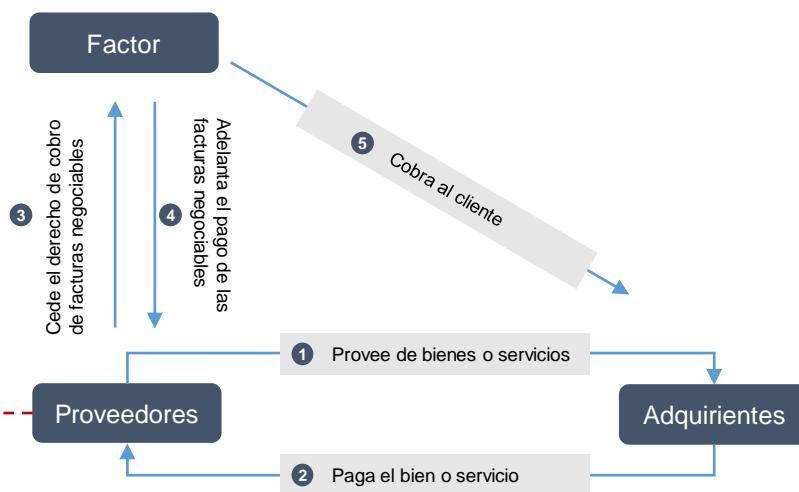 Factor
5 Cobra al cliente
3 Cede el derecho de cobro
de facturas negociables
4 Adelanta el pago de las
facturas negociables
1 Provee de bienes o servicios
Proveedores
Adquirientes
2 Paga el bien o servicio